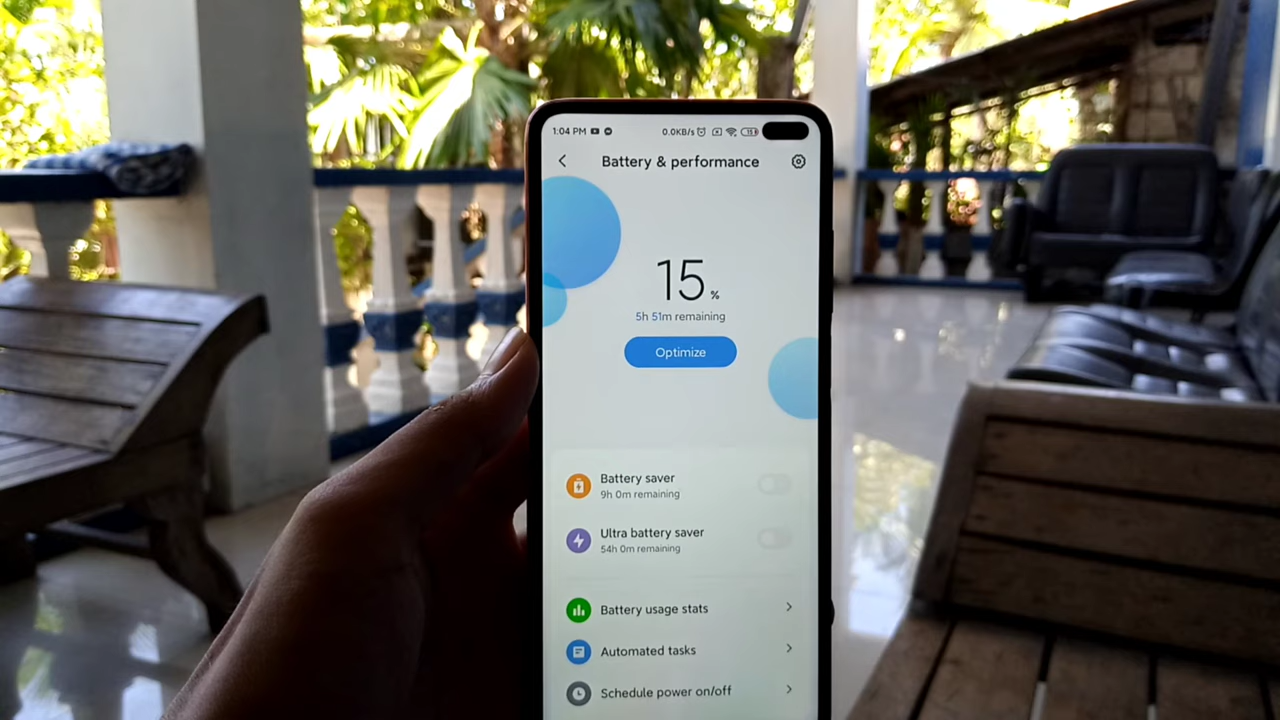 1:04 PM 0.0KB/s 15
Battery & performance
15 %
5h 51m remaining
Optimize
Battery saver
9h 0m remaining
Ultra battery saver
54h 0m remaining
Battery usage stats
Automated tasks
Schedule power on/off